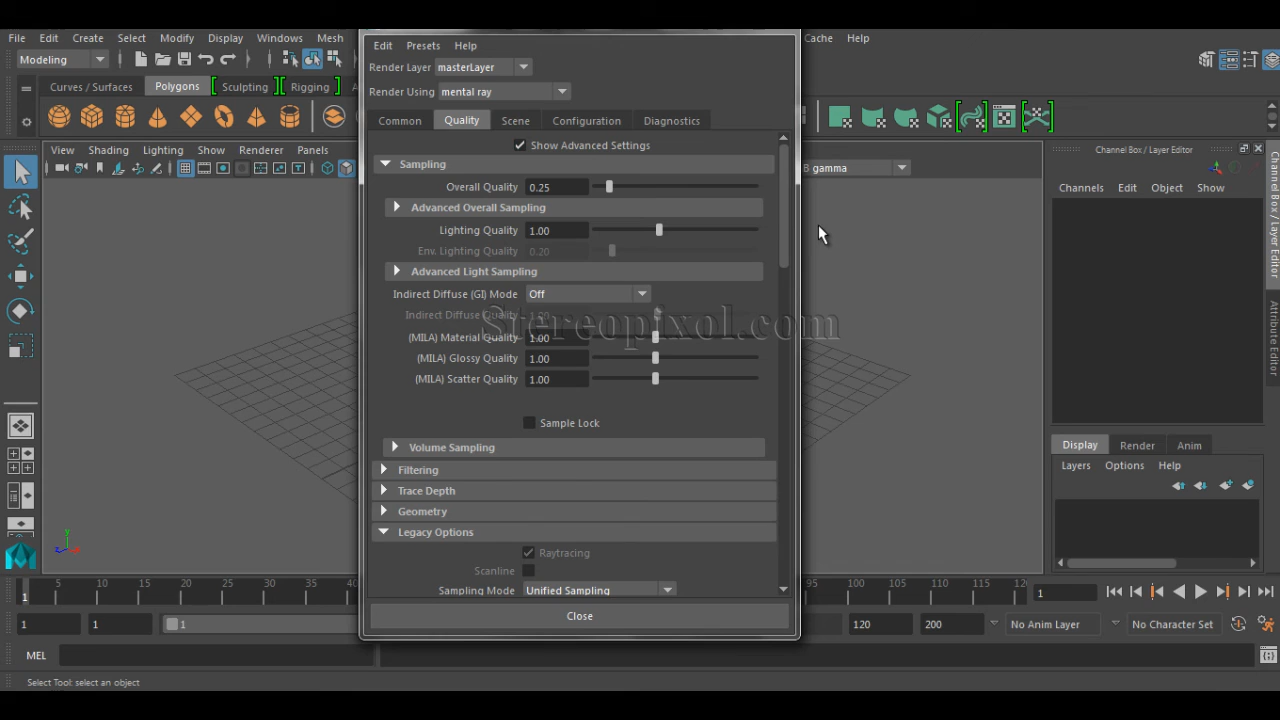 File Edit Create Select Modify Display Windows Mesh Cache Help
Modeling
Curves / Surfaces Polygons Sculpting Rigging
View Shading Lighting Show Renderer Panels
Edit Presets Help
Render Layer masterLayer
Render Using mental ray
Common Quality Scene Configuration Diagnostics
Show Advanced Settings
Sampling
Overall Quality 0.25
Advanced Overall Sampling
Lighting Quality 1.00
Env. Lighting Quality 0.20
Advanced Light Sampling
Indirect Diffuse (GI) Mode Off
Indirect Diffuse Quality 1.00
(MILA) Material Quality 1.00
(MILA) Glossy Quality 1.00
(MILA) Scatter Quality 1.00
Sample Lock
Volume Sampling
Filtering
Trace Depth
Geometry
Legacy Options
Raytracing
Scanline
Sampling Mode Unified Sampling
Close
Stereopixol.com
gamma
Channel Box / Layer Editor
Channels Edit Object Show
Channel Box / Layer Editor
Attribute Editor
Display Render Anim
Layers Options Help
y
z
1 5 10 15 20 25 30 35 95 100 105 110 115 1
1 1 1 120 200 No Anim Layer No Character Set
MEL
Select Tool: select an object